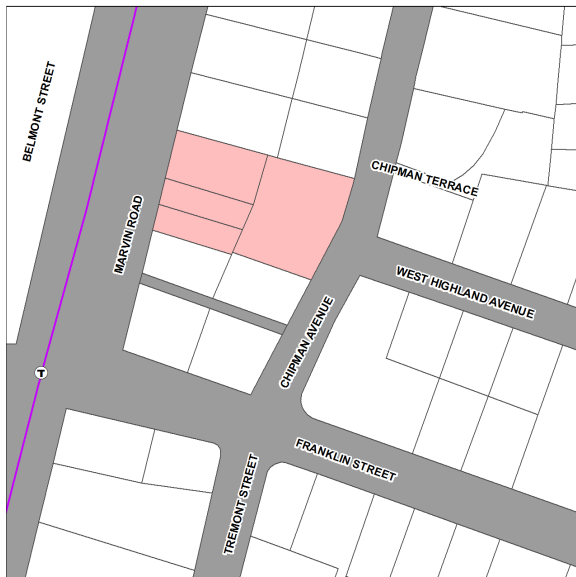 BELMONT STREET
CHIPMAN TERRACE
MARVIN ROAD
WEST HIGHLAND AVENUE
CHIPMAN AVENUE
T
FRANKLIN STREET
TREMONT STREET